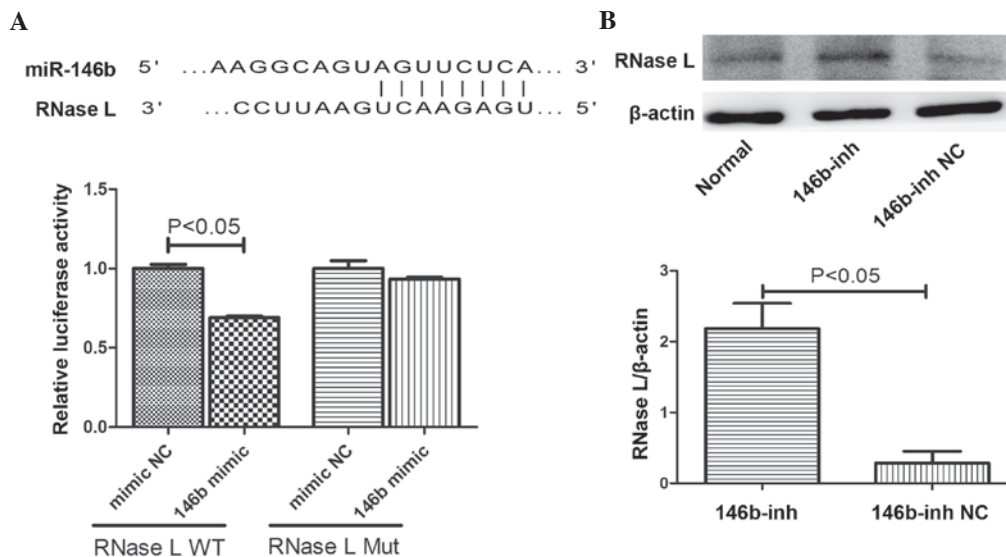 A
miR-146b 5' ...AAGGCAGUAGUUCUCA... 3'
RNase L 3' ...CCUUAAGUCAAGAGU... 5'
Relative luciferase activity
1.5
1.0
0.5
0.0
P<0.05
mimic NC
146b mimic
mimic NC
146b mimic
RNase L WT
RNase L Mut
B
RNase L
β-actin
Normal
146b-inh
146b-inh NC
RNase L/β-actin
3
2
1
0
P<0.05
146b-inh
146b-inh NC